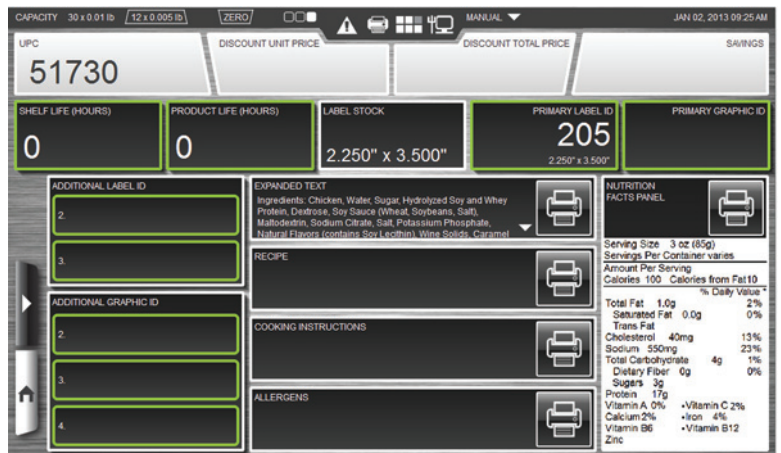 CAPACITY 30 x 0.01 lb 12 x 0.005 lb ZERO MANUAL JAN 02, 2013 09:25 AM
UPC DISCOUNT UNIT PRICE DISCOUNT TOTAL PRICE SAVINGS
51730
SHELF LIFE (HOURS) PRODUCT LIFE (HOURS) LABEL STOCK PRIMARY LABEL ID PRIMARY GRAPHIC ID
0 0 2.250" x 3.500" 205
2.250" x 3.500"
ADDITIONAL LABEL ID
2.
3.
ADDITIONAL GRAPHIC ID
2.
3.
4.
EXPANDED TEXT
Ingredients: Chicken, Water, Sugar, Hydrolyzed Soy and Whey
Protein, Dextrose, Soy Sauce (Wheat, Soybeans, Salt),
Maltodextrin, Sodium Citrate, Salt, Potassium Phosphate,
Natural Flavors (contains Soy Lecithin), Wine Solids, Caramel
RECIPE
COOKING INSTRUCTIONS
ALLERGENS
NUTRITION
FACTS PANEL
Serving Size 3 oz (85g)
Servings Per Container varies
Amount Per Serving
Calories 100 Calories from Fat 10
% Daily Value *
Total Fat 1.0g 2%
Saturated Fat 0.0g 0%
Trans Fat
Cholesterol 40mg 13%
Sodium 550mg 23%
Total Carbohydrate 4g 1%
Dietary Fiber 0g 0%
Sugars 3g
Protein 17g
Vitamin A 0% •Vitamin C 2%
Calcium 2% •Iron 4%
Vitamin B6 •Vitamin B12
Zinc